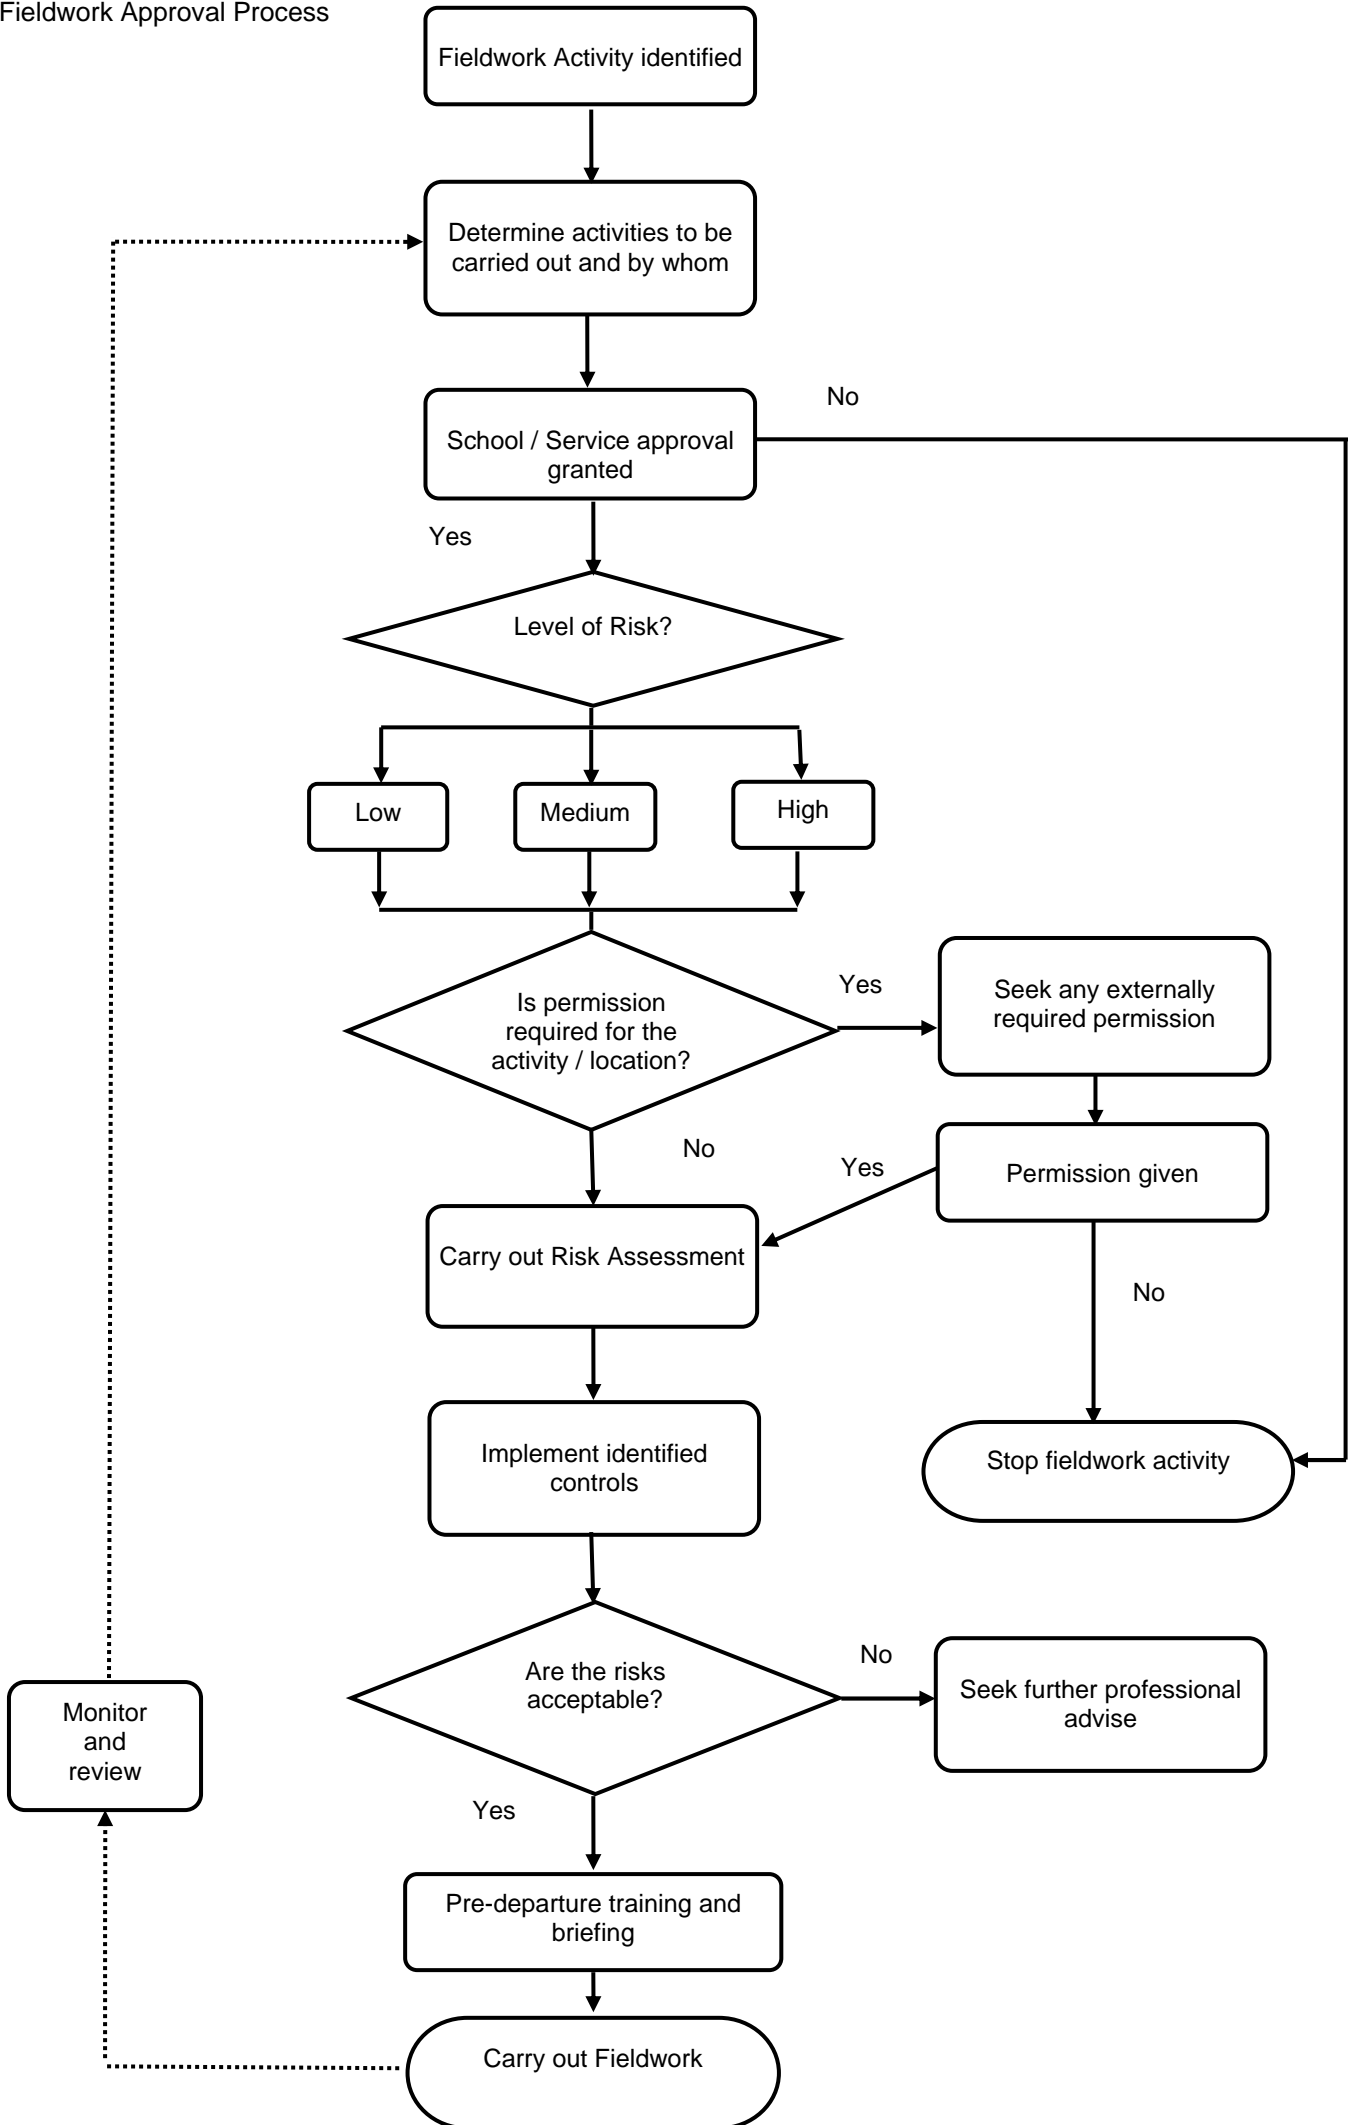 Fieldwork Approval Process
Fieldwork Activity identified
Determine activities to be
carried out and by whom
No
School / Service approval
granted
Yes
Level of Risk?
Low
Medium
High
Is permission
required for the
activity / location?
Yes
Seek any externally
required permission
No
Yes
Permission given
Carry out Risk Assessment
No
Implement identified
controls
Stop fieldwork activity
Are the risks
acceptable?
No
Seek further professional
advise
Monitor
and
review
Yes
Pre-departure training and
briefing
Carry out Fieldwork